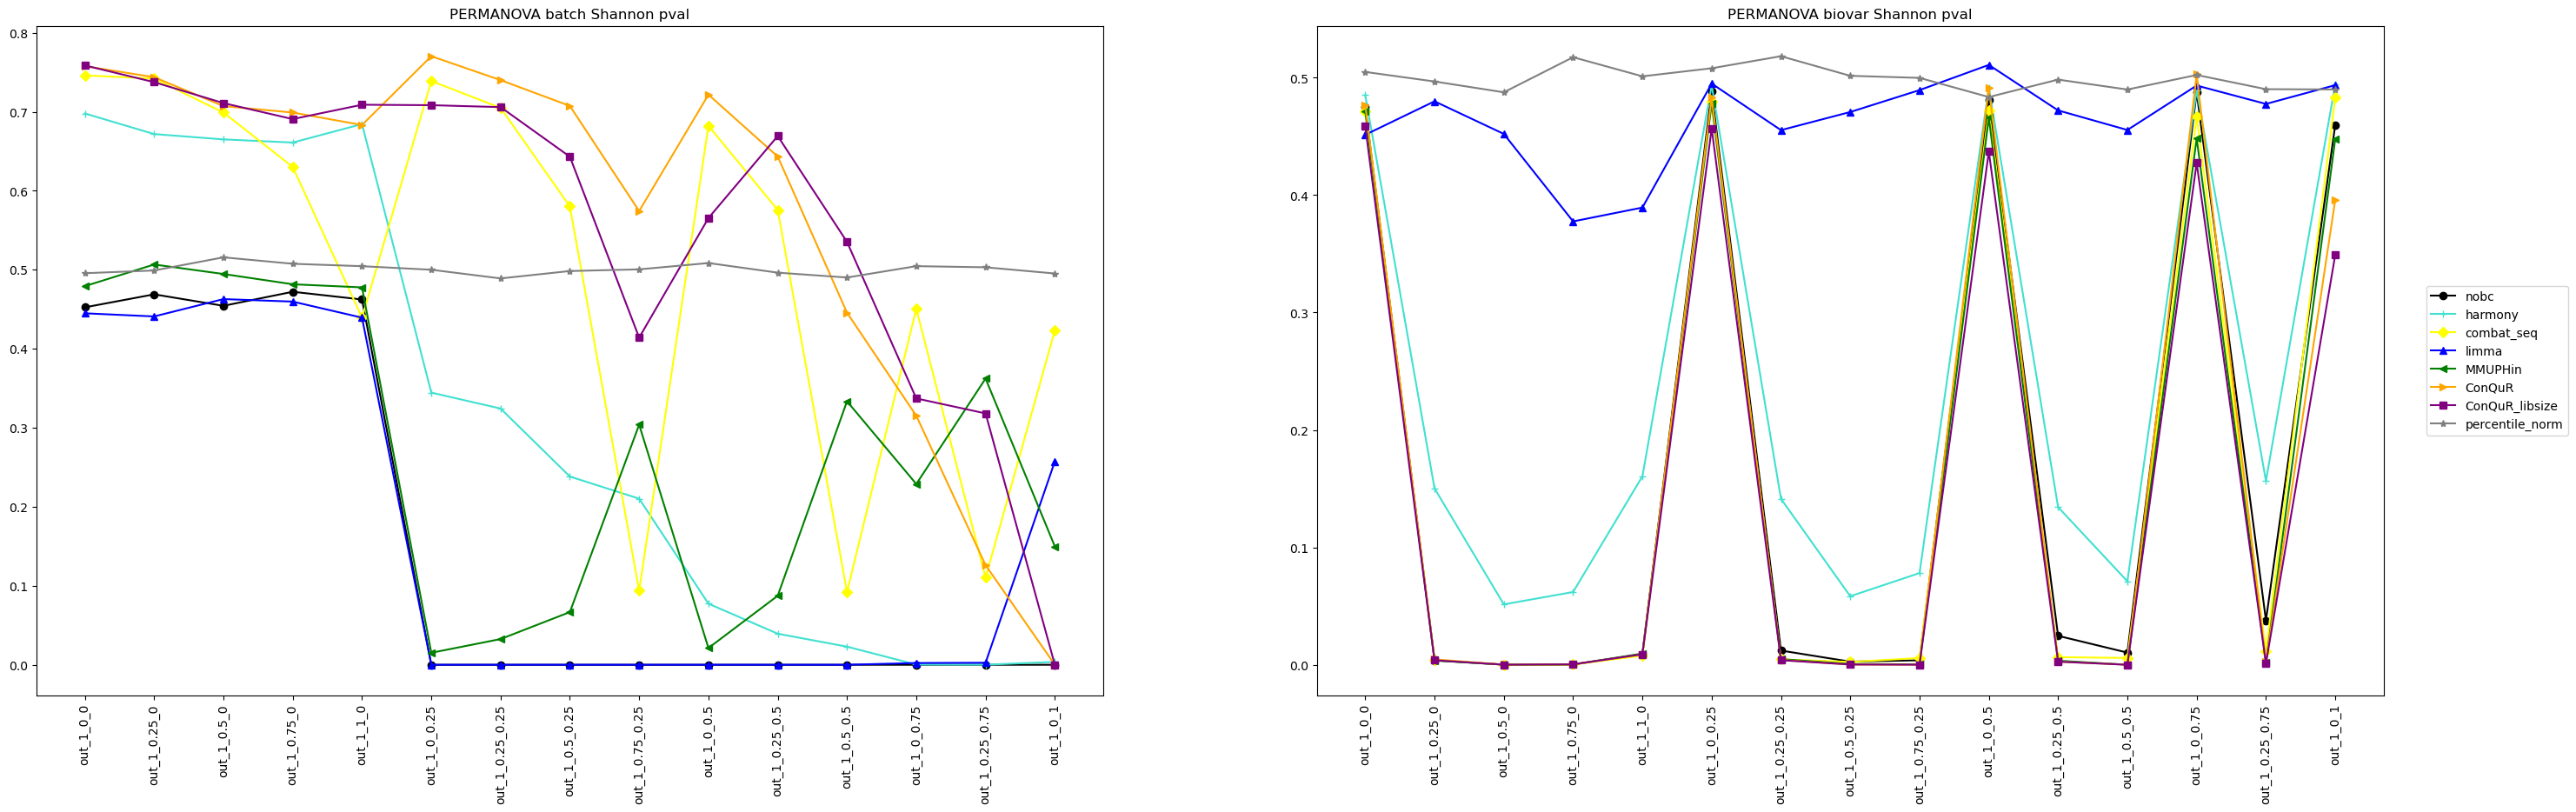 PERMANOVA batch Shannon pval
0.8
0.7
0.6
0.5
0.4
0.3
0.2
0.1
0.0
out_1_0_0
out_1_0.25_0
out_1_0.5_0
out_1_0.75_0
out_1_1_0
out_1_0_0.25
out_1_0.25_0.25
out_1_0.5_0.25
out_1_0.75_0.25
out_1_0_0.5
out_1_0.25_0.5
out_1_0.5_0.5
out_1_0_0.75
out_1_0.25_0.75
out_1_0_1
PERMANOVA biovar Shannon pval
0.5
0.4
0.3
0.2
0.1
0.0
out_1_0_0
out_1_0.25_0
out_1_0.5_0
out_1_0.75_0
out_1_1_0
out_1_0_0.25
out_1_0.25_0.25
out_1_0.5_0.25
out_1_0.75_0.25
out_1_0_0.5
out_1_0.25_0.5
out_1_0.5_0.5
out_1_0_0.75
out_1_0.25_0.75
out_1_0_1
nobc
harmony
combat_seq
limma
MMUPHin
ConQuR
ConQuR_libsize
percentile_norm